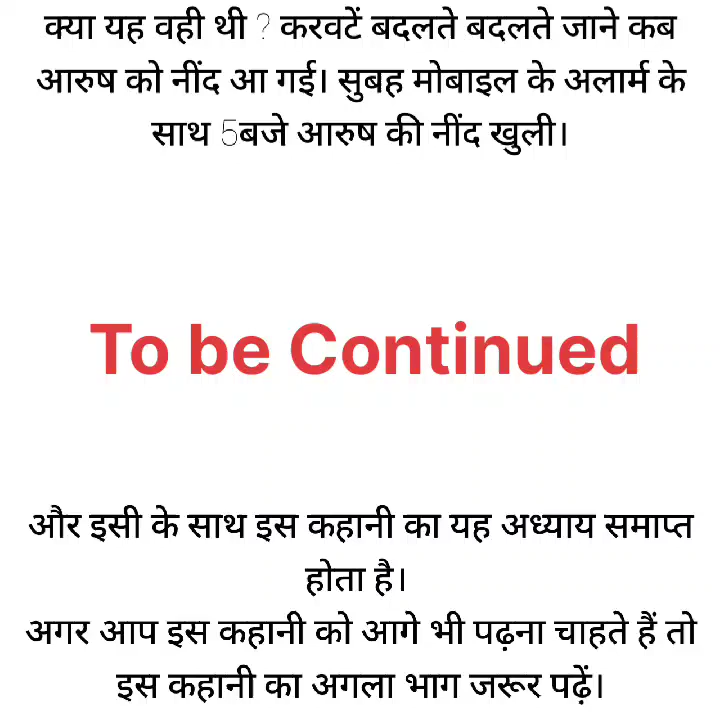 क्या यह वही थी ? करवटें बदलते बदलते जाने कब
आरुष को नींद आ गई। सुबह मोबाइल के अलार्म के
साथ 5बजे आरुष की नींद खुली।
To be Continued
और इसी के साथ इस कहानी का यह अध्याय समाप्त
होता है।
अगर आप इस कहानी को आगे भी पढ़ना चाहते हैं तो
इस कहानी का अगला भाग जरूर पढ़ें।